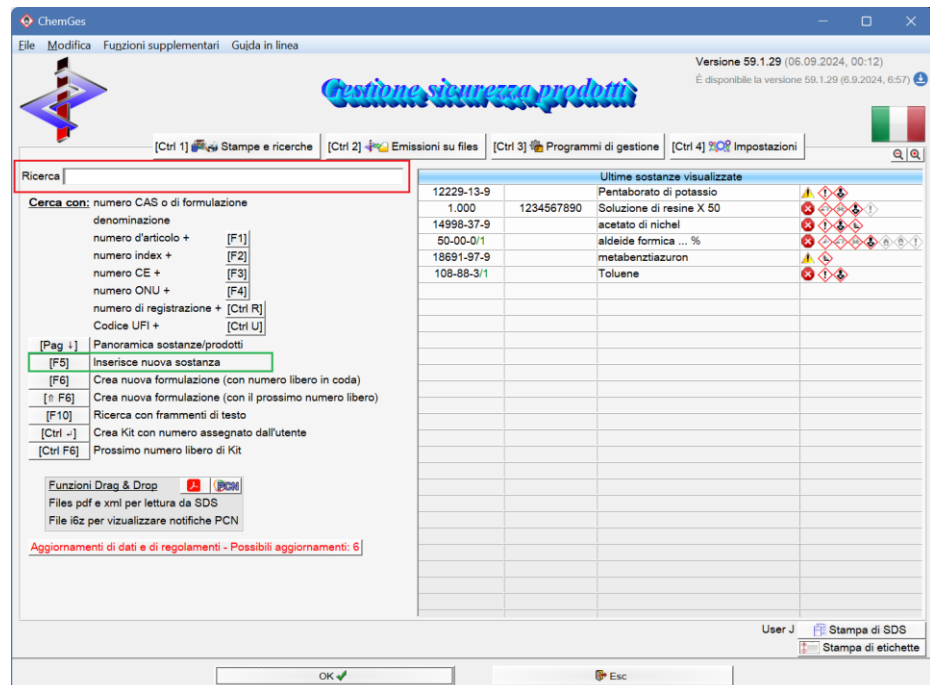 ChemGes
File Modifica Funzioni supplementari Guida in linea
Versione 59.1.29 (06.09.2024, 00:12)
È disponibile la versione 59.1.29 (6.9.2024, 6:57)
Gestione sicurezza prodotti
[Ctrl 1] Stampe e ricerche [Ctrl 2] Emissioni su files [Ctrl 3] Programmi di gestione [Ctrl 4] Impostazioni
Ricerca
Cerca con: numero CAS o di formulazione
denominazione
numero d'articolo + [F1]
numero index + [F2]
numero CE + [F3]
numero ONU + [F4]
numero di registrazione + [Ctrl R]
Codice UFI + [Ctrl U]
[Pag ↓] Panoramica sostanze/prodotti
[F5] Inserisce nuova sostanza
[F6] Crea nuova formulazione (con numero libero in coda)
[⇑ F6] Crea nuova formulazione (con il prossimo numero libero)
[F10] Ricerca con frammenti di testo
[Ctrl ↵] Crea Kit con numero assegnato dall'utente
[Ctrl F6] Prossimo numero libero di Kit
Funzioni Drag & Drop PCN
Files pdf e xml per lettura da SDS
File i6z per vizualizzare notifiche PCN
Aggiornamenti di dati e di regolamenti - Possibili aggiornamenti: 6
Ultime sostanze visualizzate
12229-13-9 Pentaborato di potassio
1.000 1234567890 Soluzione di resine X 50
14998-37-9 acetato di nichel
50-00-0/1 aldeide formica ... %
18691-97-9 metabenztiazuron
108-88-3/1 Toluene
User J Stampa di SDS
Stampa di etichette
OK Esc